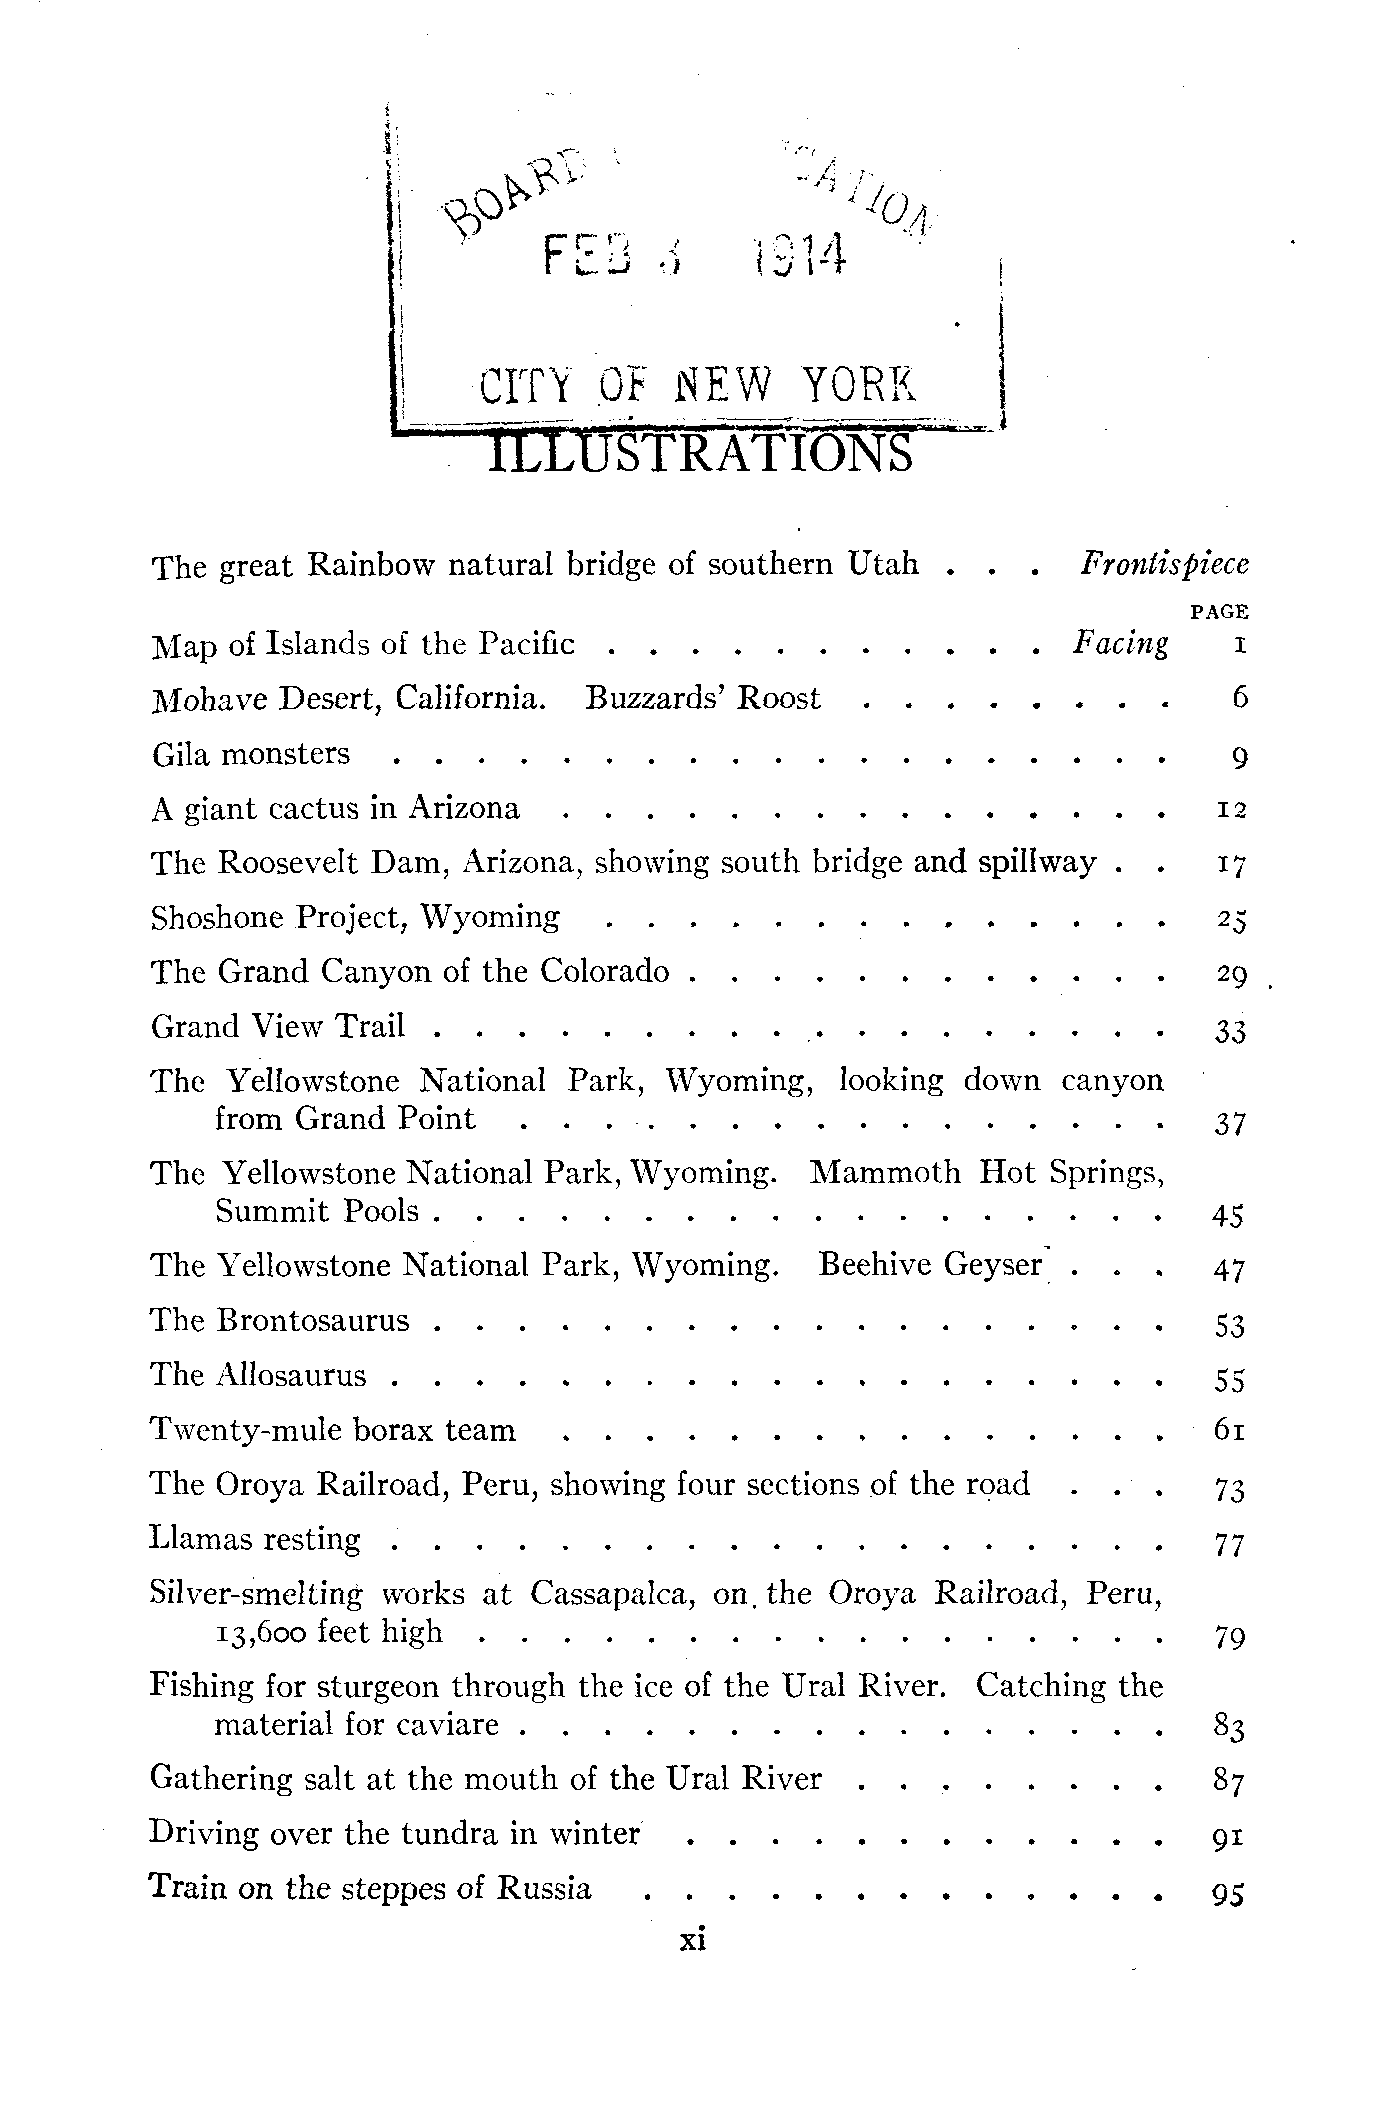 BOARD CATION
FEB 3 1914
CITY OF NEW YORK
ILLUSTRATIONS
The great Rainbow natural bridge of southern Utah . . . Frontispiece
PAGE
Map of Islands of the Pacific . . . . . . . . . . . Facing 1
Mohave Desert, California. Buzzards’ Roost . . . . . . . . 6
Gila monsters . . . . . . . . . . . . . . . . . . . 9
A giant cactus in Arizona . . . . . . . . . . . . . . . 12
The Roosevelt Dam, Arizona, showing south bridge and spillway . . 17
Shoshone Project, Wyoming . . . . . . . . . . . . . . 25
The Grand Canyon of the Colorado . . . . . . . . . . . . 29
Grand View Trail . . . . . . . . . . . . . . . . . . 33
The Yellowstone National Park, Wyoming, looking down canyon
from Grand Point . . . . . . . . . . . . . . . . 37
The Yellowstone National Park, Wyoming. Mammoth Hot Springs,
Summit Pools . . . . . . . . . . . . . . . . . . 45
The Yellowstone National Park, Wyoming. Beehive Geyser . . . 47
The Brontosaurus . . . . . . . . . . . . . . . . . . 53
The Allosaurus . . . . . . . . . . . . . . . . . . . 55
Twenty-mule borax team . . . . . . . . . . . . . . . 61
The Oroya Railroad, Peru, showing four sections of the road . . . 73
Llamas resting . . . . . . . . . . . . . . . . . . . 77
Silver-smelting works at Cassapalca, on the Oroya Railroad, Peru,
13,600 feet high . . . . . . . . . . . . . . . . . 79
Fishing for sturgeon through the ice of the Ural River. Catching the
material for caviare . . . . . . . . . . . . . . . . 83
Gathering salt at the mouth of the Ural River . . . . . . . . 87
Driving over the tundra in winter . . . . . . . . . . . . 91
Train on the steppes of Russia . . . . . . . . . . . . . 95
xi